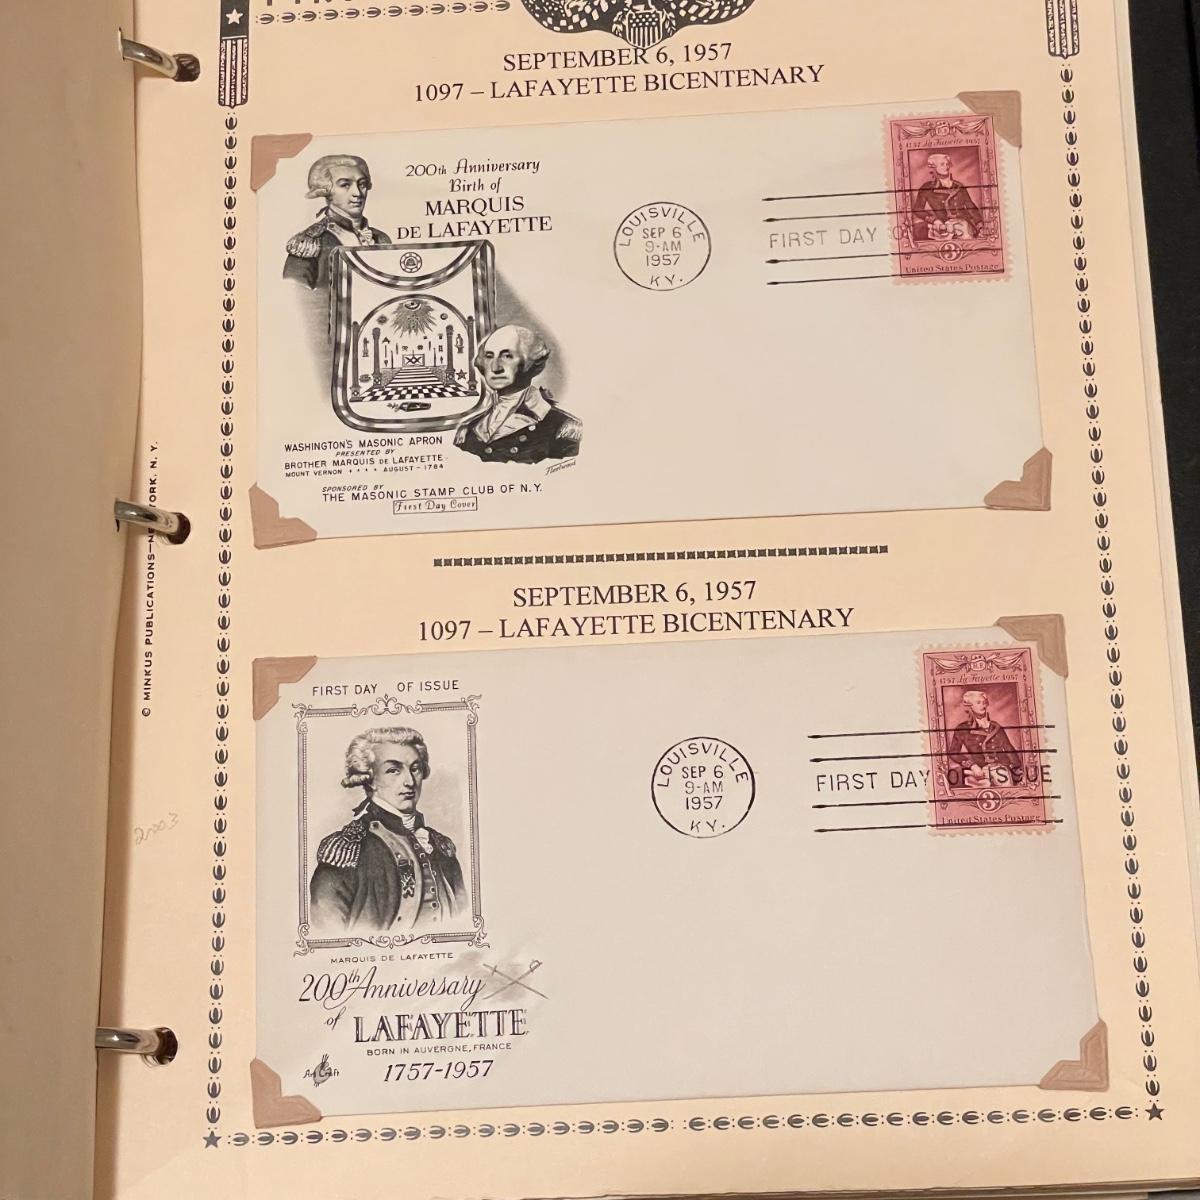 SEPTEMBER 6, 1957
1097 – LAFAYETTE BICENTENARY
200th Anniversary
Birth of
MARQUIS
DE LAFAYETTE
LOUISVILLE
SEP 6
9-AM
1957
KY.
FIRST DAY OF ISSUE
1757 La Fayette 1957
3¢
United States Postage
WASHINGTON'S MASONIC APRON
PRESENTED BY
BROTHER MARQUIS DE LAFAYETTE
MOUNT VERNON • • • • AUGUST - 1784
Fleetwood
SPONSORED BY
THE MASONIC STAMP CLUB OF N.Y.
First Day Cover
SEPTEMBER 6, 1957
1097 – LAFAYETTE BICENTENARY
FIRST DAY OF ISSUE
MARQUIS DE LAFAYETTE
200th Anniversary
of
LAFAYETTE
BORN IN AUVERGNE, FRANCE
1757-1957
Art Craft
LOUISVILLE
SEP 6
9-AM
1957
KY.
FIRST DAY OF ISSUE
1757 La Fayette 1957
3¢
United States Postage
© MINKUS PUBLICATIONS—NEW YORK, N. Y.